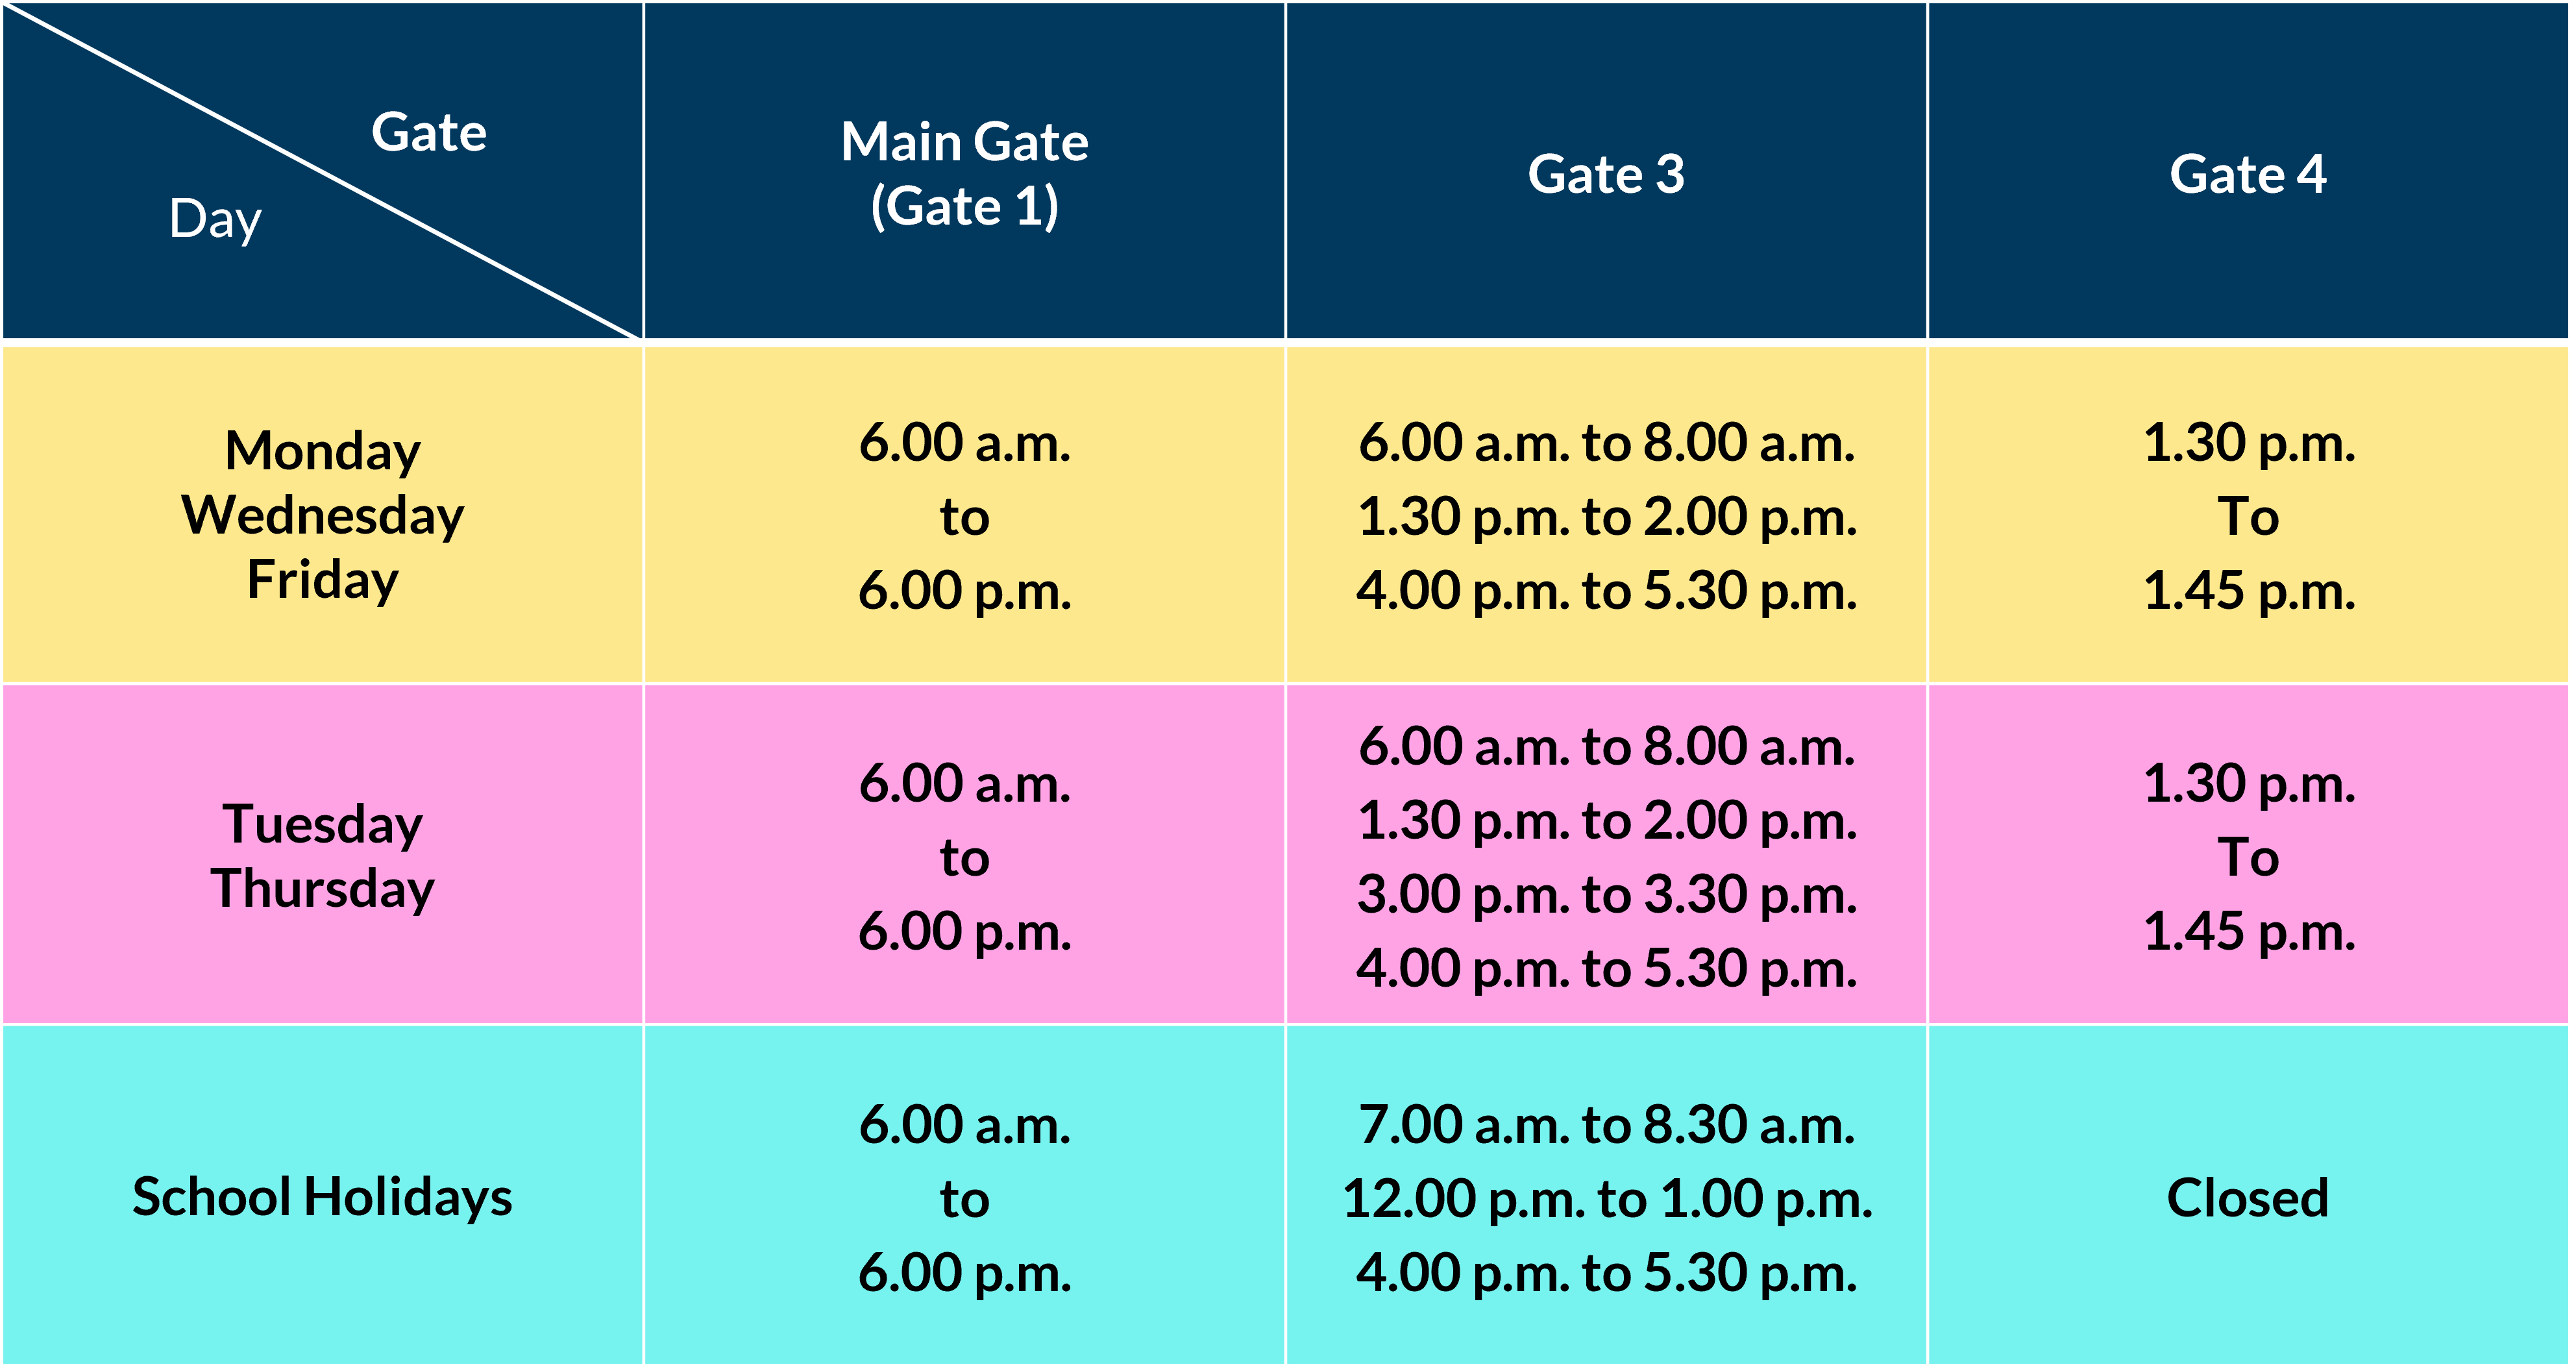 Gate
Day
Main Gate
(Gate 1)
Gate 3
Gate 4
Monday
Wednesday
Friday
6.00 a.m.
to
6.00 p.m.
6.00 a.m. to 8.00 a.m.
1.30 p.m. to 2.00 p.m.
4.00 p.m. to 5.30 p.m.
1.30 p.m.
To
1.45 p.m.
Tuesday
Thursday
6.00 a.m.
to
6.00 p.m.
6.00 a.m. to 8.00 a.m.
1.30 p.m. to 2.00 p.m.
3.00 p.m. to 3.30 p.m.
4.00 p.m. to 5.30 p.m.
1.30 p.m.
To
1.45 p.m.
School Holidays
6.00 a.m.
to
6.00 p.m.
7.00 a.m. to 8.30 a.m.
12.00 p.m. to 1.00 p.m.
4.00 p.m. to 5.30 p.m.
Closed